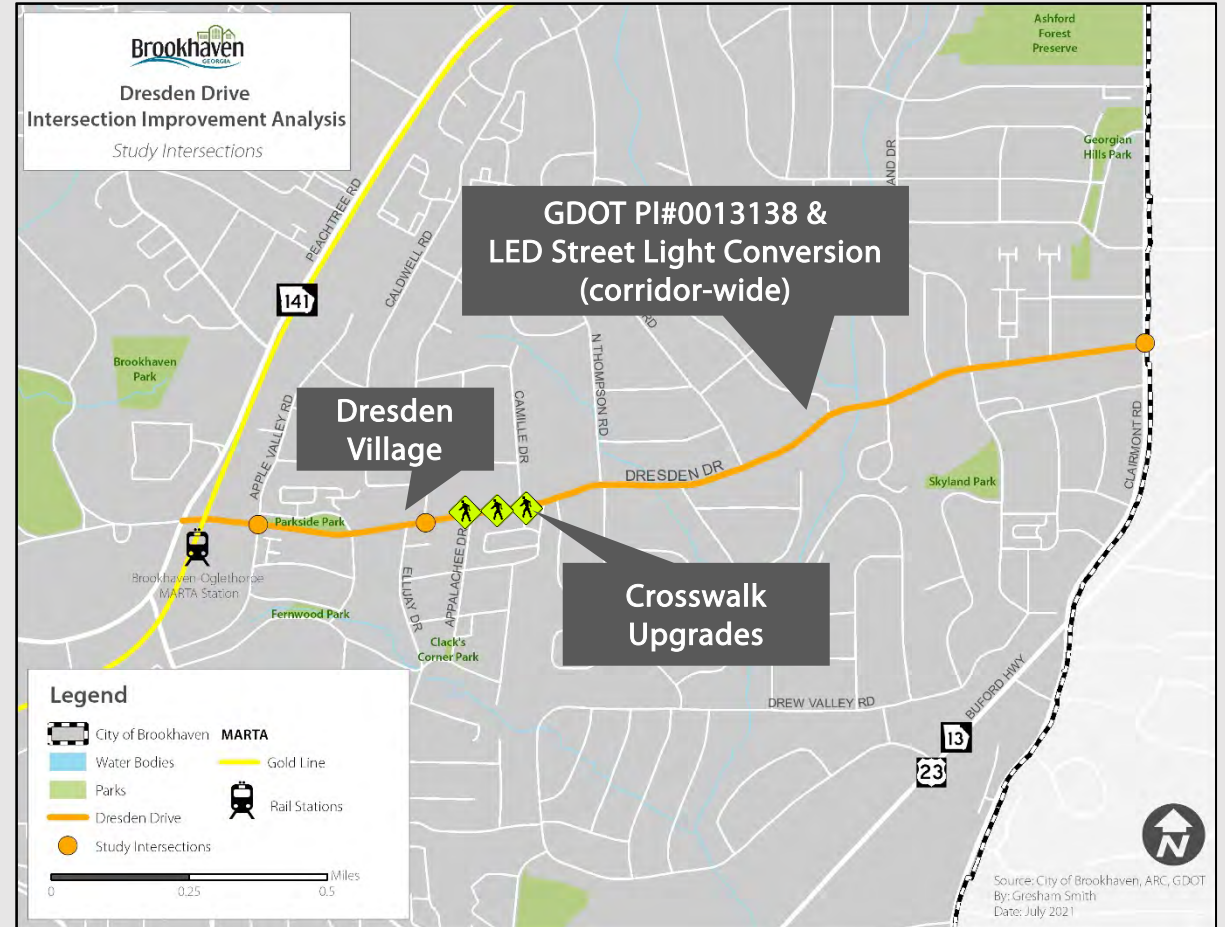 Brookhaven
GEORGIA
Dresden Drive
Intersection Improvement Analysis
Study Intersections
Ashford
Forest
Preserve
Georgian
Hills Park
AND DR
PEACHTREE RD
CALDWELL RD
GDOT PI#0013138 &
LED Street Light Conversion
(corridor-wide)
141
RD
N THOMPSON RD
Brookhaven
Park
Dresden
Village
CAMILLE DR
APPLE VALLEY RD
DRESDEN DR
CLAIRMONT RD
Skyland Park
Parkside Park
Brookhaven-Oglethorpe
MARTA Station
ELLIJAY DR
APPALACHEE DR
Crosswalk
Upgrades
Fernwood Park
Clack's
Corner Park
DREW VALLEY RD
BUFORD HWY
13
23
Legend
City of Brookhaven
MARTA
Water Bodies
Gold Line
Parks
Rail Stations
Dresden Drive
Study Intersections
Miles
0 0.25 0.5
N
Source: City of Brookhaven, ARC, GDOT
By: Gresham Smith
Date: July 2021